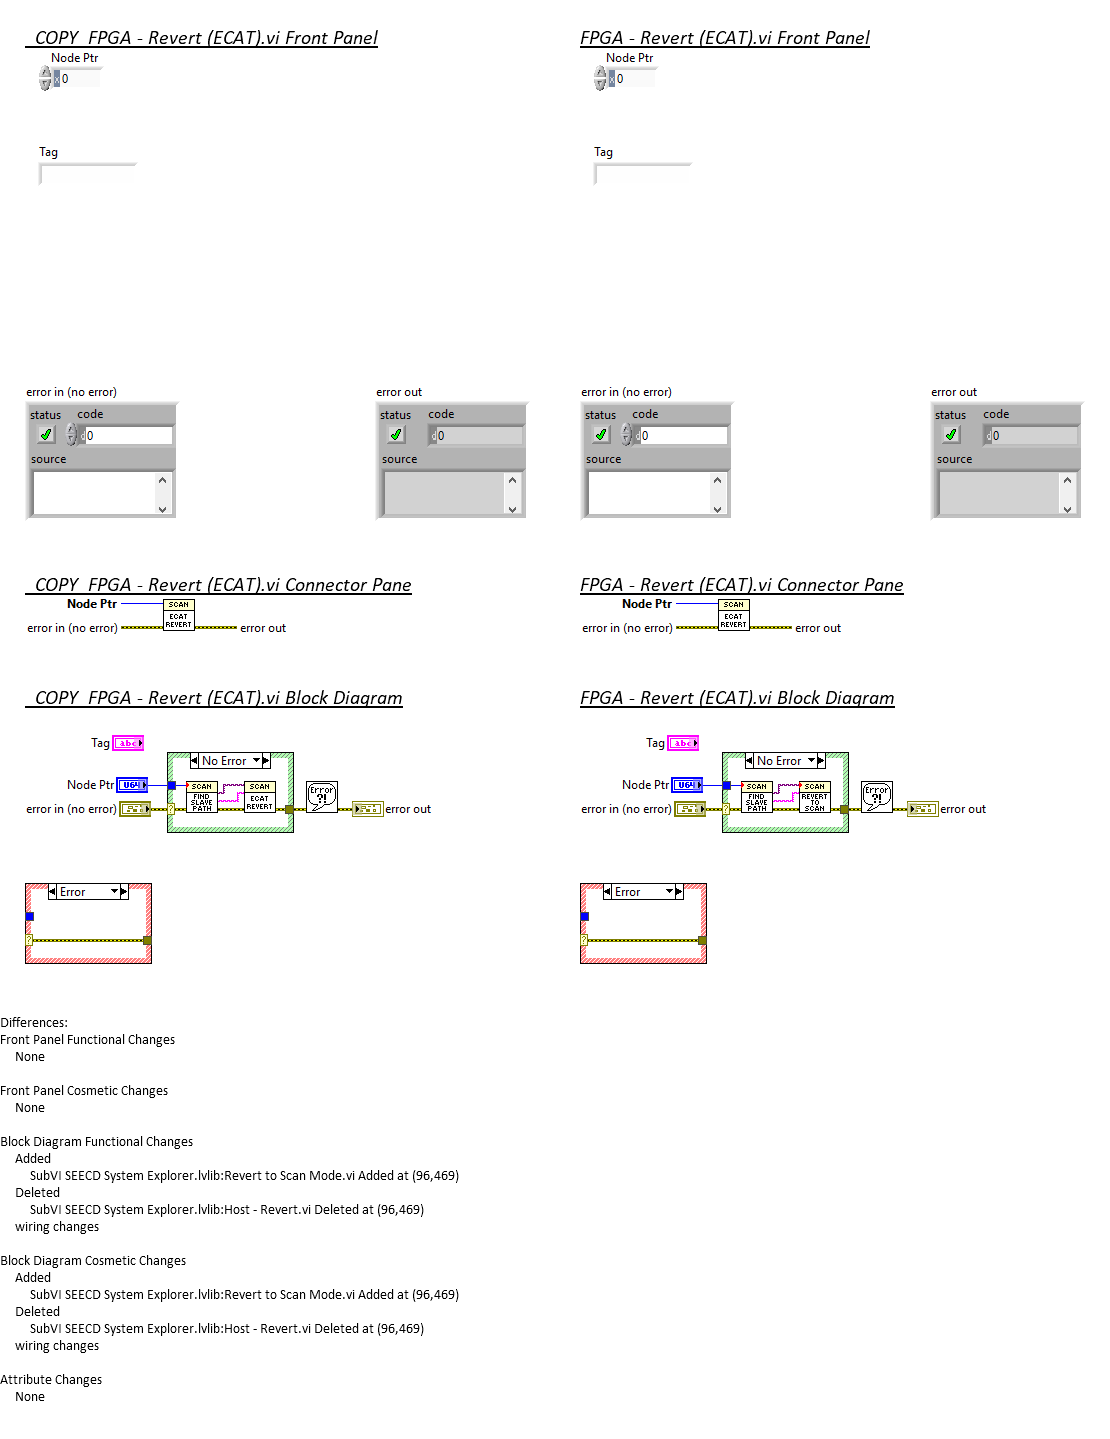 COPY FPGA - Revert (ECAT).vi Front Panel
Node Ptr
x 0
Tag
error in (no error)
status code
d 0
source
error out
status code
d 0
source
FPGA - Revert (ECAT).vi Front Panel
Node Ptr
x 0
Tag
error in (no error)
status code
d 0
source
error out
status code
d 0
source
COPY FPGA - Revert (ECAT).vi Connector Pane
Node Ptr
SCAN
ECAT
REVERT
error in (no error)
error out
FPGA - Revert (ECAT).vi Connector Pane
Node Ptr
SCAN
ECAT
REVERT
error in (no error)
error out
COPY FPGA - Revert (ECAT).vi Block Diagram
Tag abc
No Error
Node Ptr U64
SCAN
FIND
SLAVE
PATH
SCAN
ECAT
REVERT
Error
?!
error in (no error)
?
error out
Error
?
FPGA - Revert (ECAT).vi Block Diagram
Tag abc
No Error
Node Ptr U64
SCAN
FIND
SLAVE
PATH
SCAN
REVERT
TO
SCAN
Error
?!
error in (no error)
?
error out
Error
?
Differences:
Front Panel Functional Changes
None
Front Panel Cosmetic Changes
None
Block Diagram Functional Changes
Added
SubVI SEECD System Explorer.lvlib:Revert to Scan Mode.vi Added at (96,469)
Deleted
SubVI SEECD System Explorer.lvlib:Host - Revert.vi Deleted at (96,469)
wiring changes
Block Diagram Cosmetic Changes
Added
SubVI SEECD System Explorer.lvlib:Revert to Scan Mode.vi Added at (96,469)
Deleted
SubVI SEECD System Explorer.lvlib:Host - Revert.vi Deleted at (96,469)
wiring changes
Attribute Changes
None